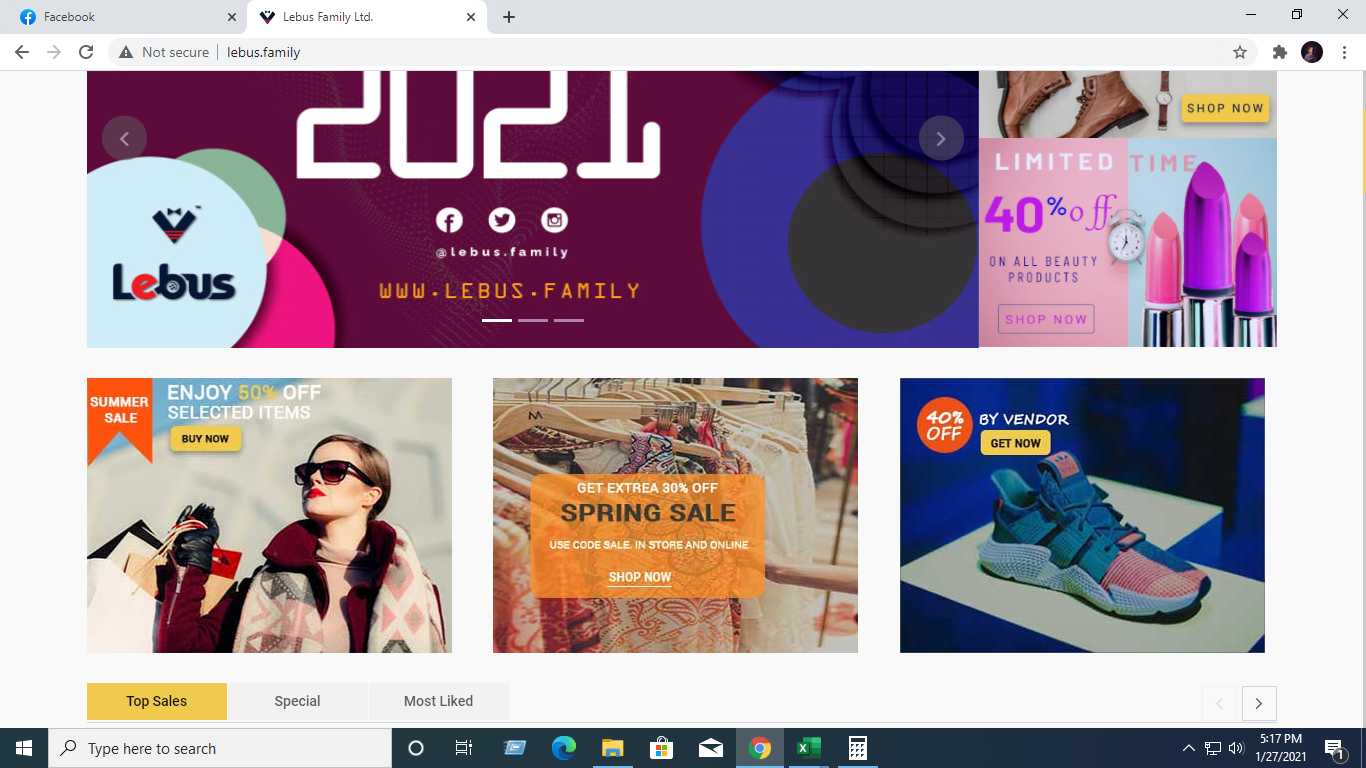 Facebook
Lebus Family Ltd.
Not secure
lebus.family
2021
Lebus
@lebus.family
WWW.LEBUS.FAMILY
SHOP NOW
LIMITED TIME
40% off
ON ALL BEAUTY
PRODUCTS
SHOP NOW
SUMMER
SALE
ENJOY 50% OFF
SELECTED ITEMS
BUY NOW
GET EXTREA 30% OFF
SPRING SALE
USE CODE SALE. IN STORE AND ONLINE
SHOP NOW
40%
OFF
BY VENDOR
GET NOW
Top Sales
Special
Most Liked
Type here to search
5:17 PM
1/27/2021
1